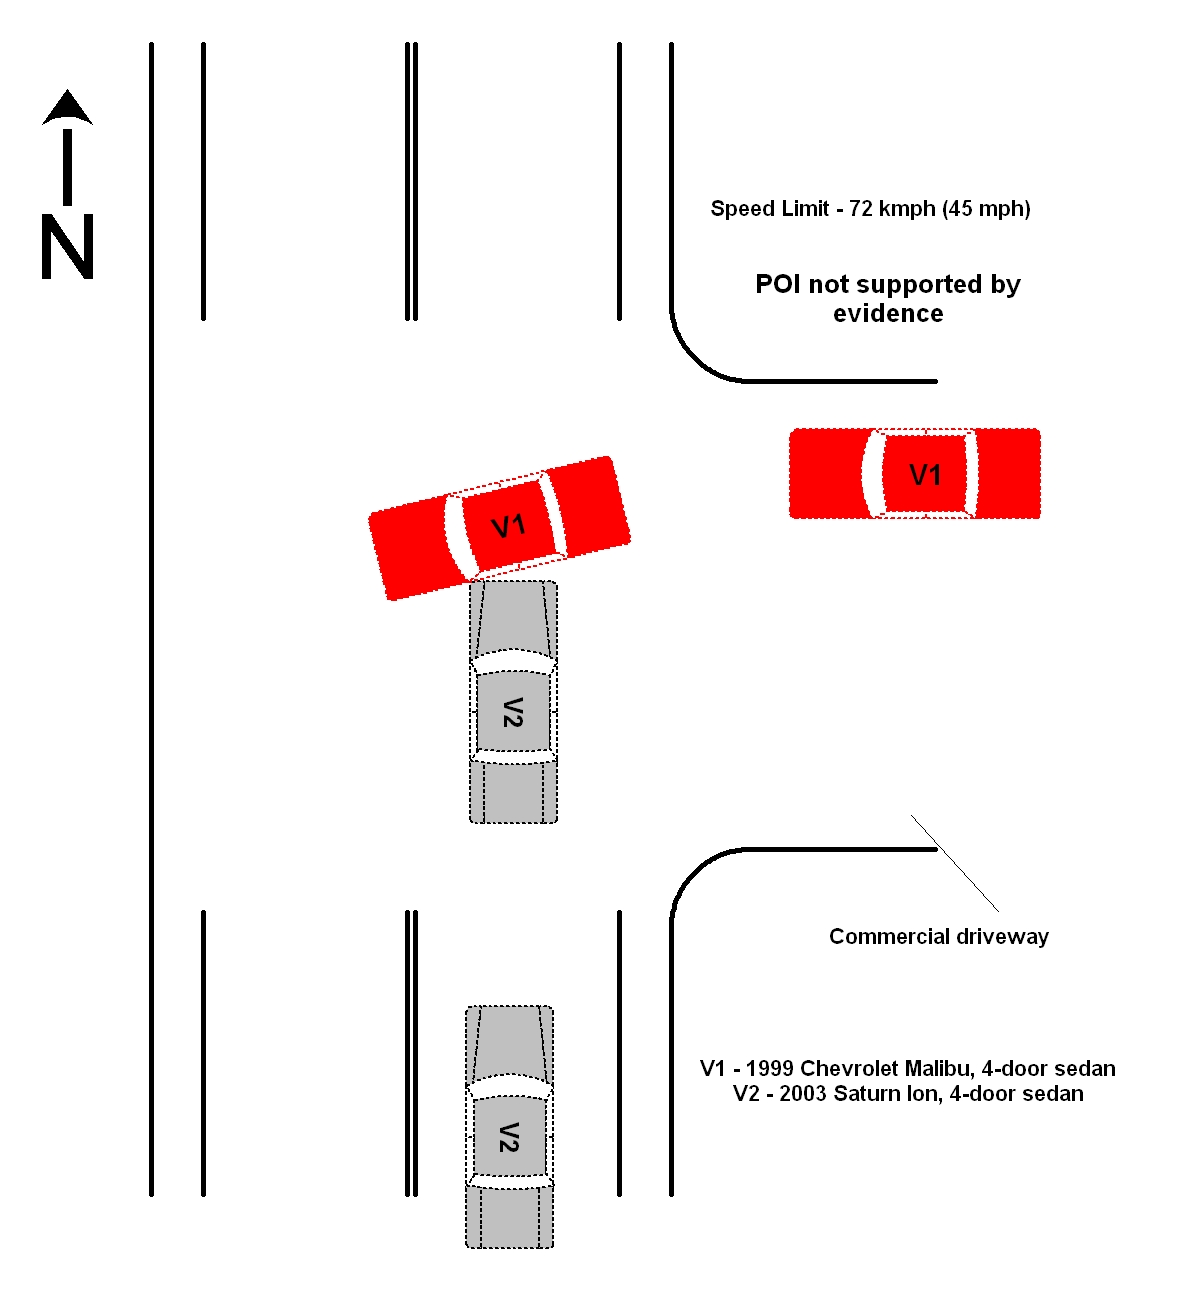 N
V2
V2
V1
V1
V1 - 1999 Chevrolet Malibu, 4-door sedan
V2 - 2003 Saturn Ion, 4-door sedan
Commercial driveway
Speed Limit - 72 kmph (45 mph)
POI not supported by
evidence